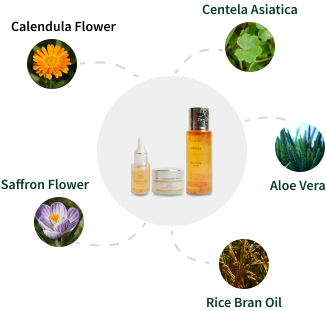 Centela Asiatica
Calendula Flower
Aloe Vera
Saffron Flower
Rice Bran Oil